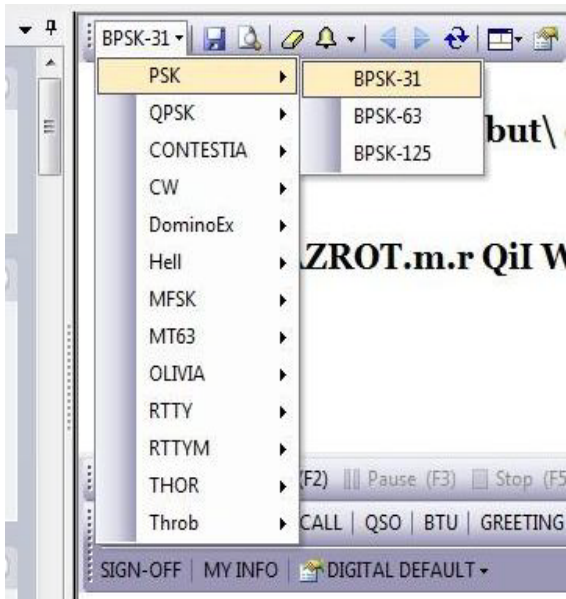 BPSK-31
PSK
BPSK-31
QPSK
BPSK-63
but\
CONTESTIA
BPSK-125
CW
DominoEx
ZROT.m.r QiI W
Hell
MFSK
MT63
OLIVIA
RTTY
RTTYM
THOR
(F2) Pause (F3) Stop (F5
Throb
CALL QSO BTU GREETING
SIGN-OFF MY INFO DIGITAL DEFAULT